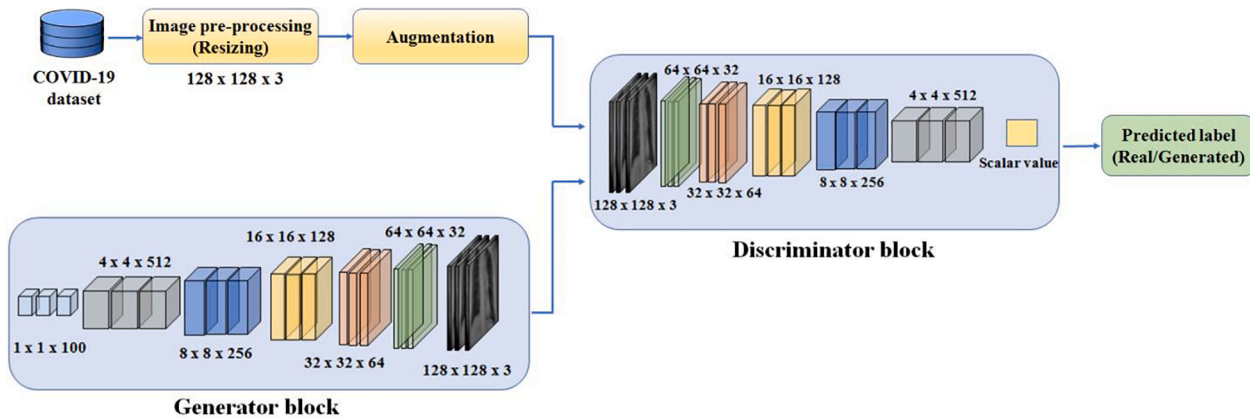 Image pre-processing
(Resizing)
Augmentation
COVID-19
dataset
128 x 128 x 3
64 x 64 x 32
16 x 16 x 128
4 x 4 x 512
Scalar value
Predicted label
(Real/Generated)
128 x 128 x 3
32 x 32 x 64
8 x 8 x 256
Discriminator block
4 x 4 x 512
16 x 16 x 128
64 x 64 x 32
1 x 1 x 100
8 x 8 x 256
32 x 32 x 64
128 x 128 x 3
Generator block